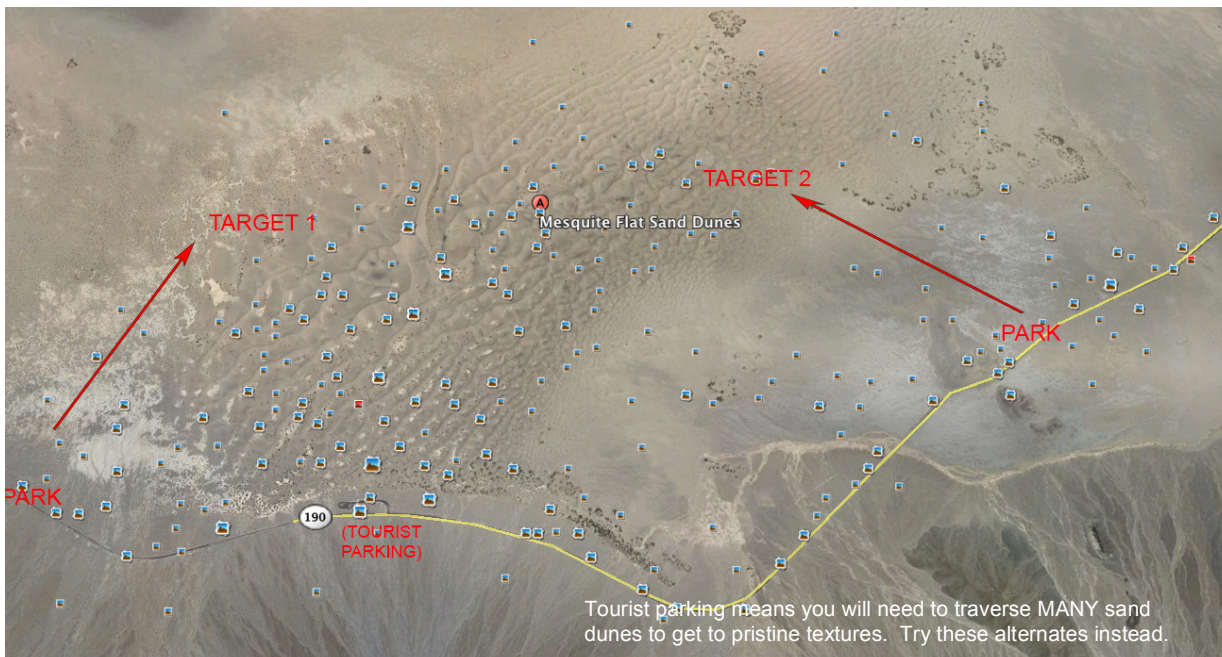 TARGET 1
TARGET 2
A
Mesquite Flat Sand Dunes
PARK
PARK
190
(TOURIST
PARKING)
Tourist parking means you will need to traverse MANY sand
dunes to get to pristine textures.  Try these alternates instead.